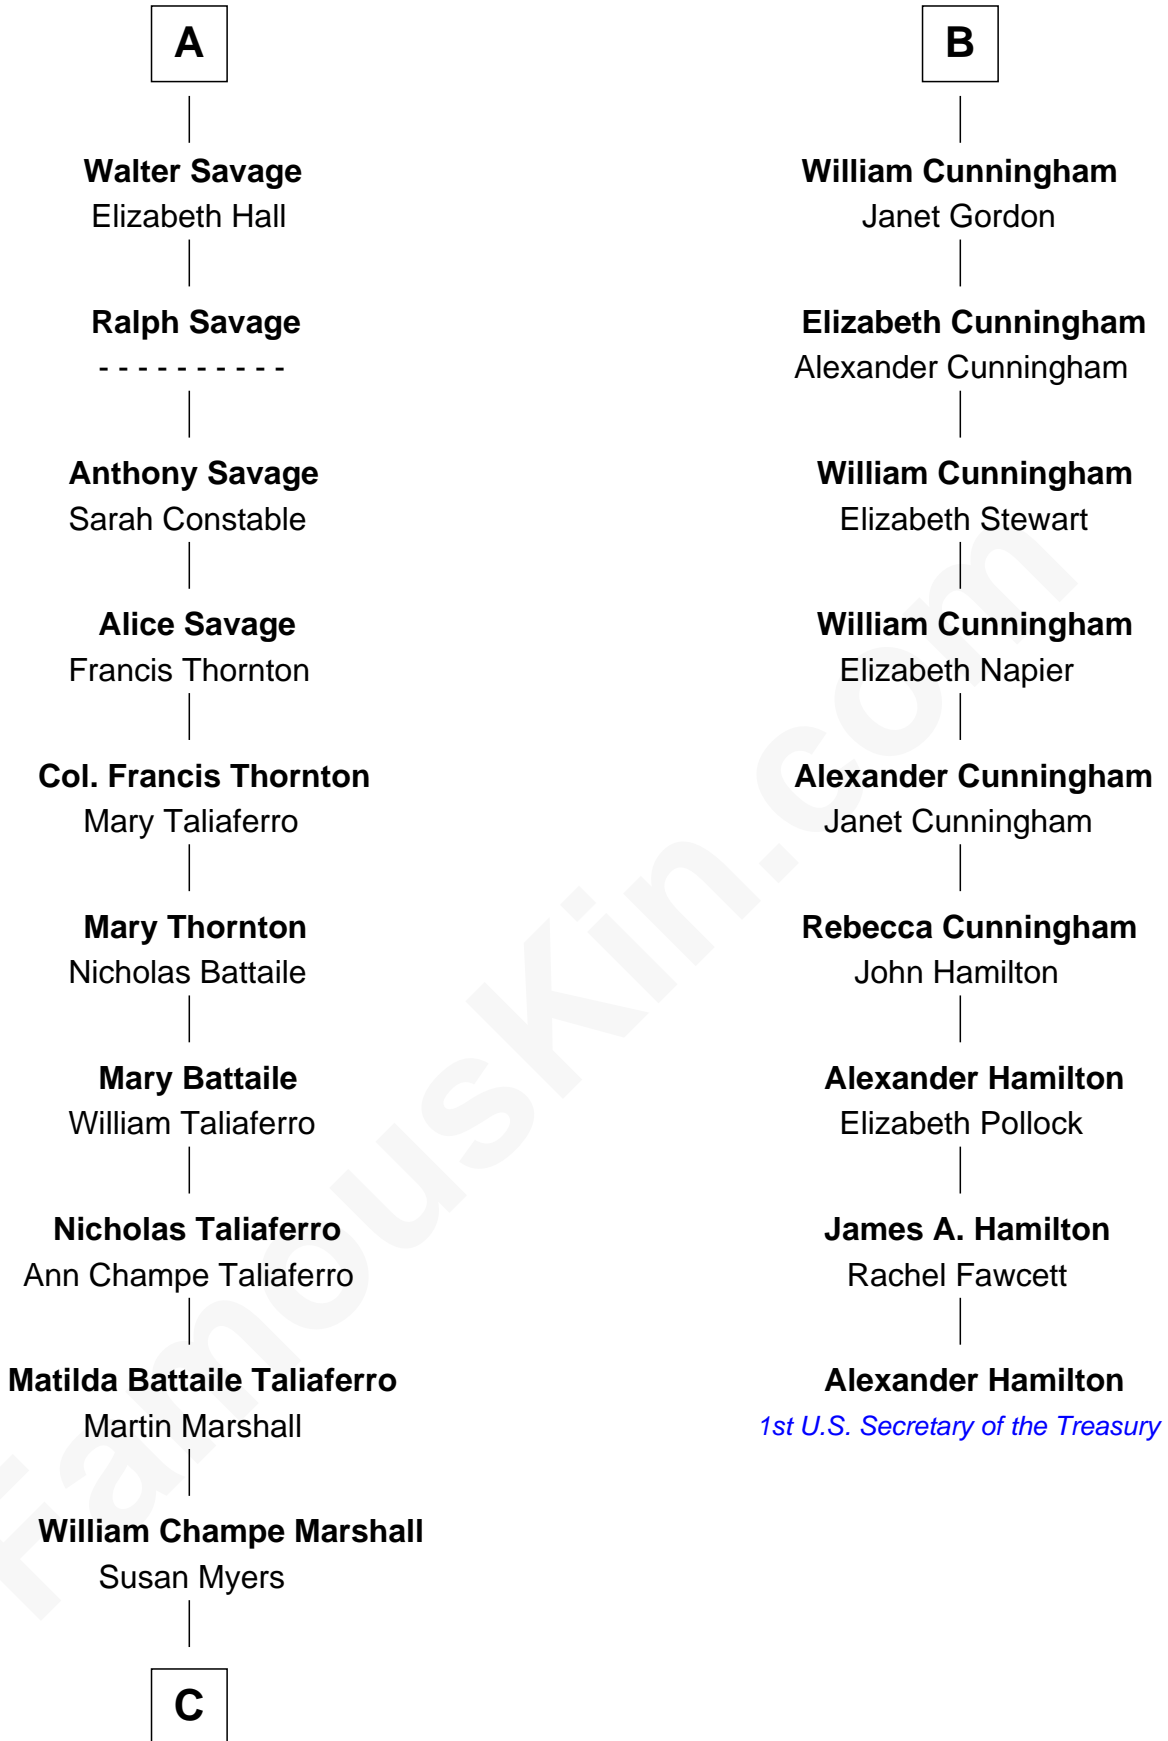 A
Walter Savage
Elizabeth Hall
Ralph Savage
- - - - - - - - - -
Anthony Savage
Sarah Constable
Alice Savage
Francis Thornton
Col. Francis Thornton
Mary Taliaferro
Mary Thornton
Nicholas Battaile
Mary Battaile
William Taliaferro
Nicholas Taliaferro
Ann Champe Taliaferro
Matilda Battaile Taliaferro
Martin Marshall
William Champe Marshall
Susan Myers
C
B
William Cunningham
Janet Gordon
Elizabeth Cunningham
Alexander Cunningham
William Cunningham
Elizabeth Stewart
William Cunningham
Elizabeth Napier
Alexander Cunningham
Janet Cunningham
Rebecca Cunningham
John Hamilton
Alexander Hamilton
Elizabeth Pollock
James A. Hamilton
Rachel Fawcett
Alexander Hamilton
1st U.S. Secretary of the Treasury
FamousKin.com